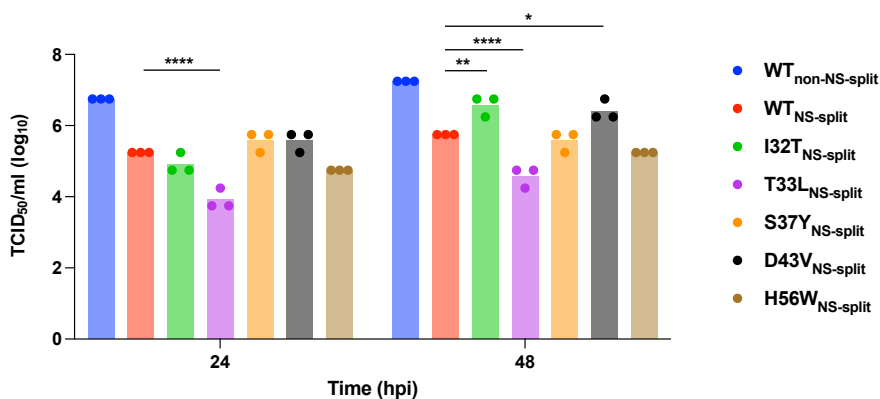 *
****
****
**
8
6
4
2
0
TCID50/ml (log10)
24
48
Time (hpi)
WTnon-NS-split
WTNS-split
I32TNS-split
T33LNS-split
S37YNS-split
D43VNS-split
H56WNS-split